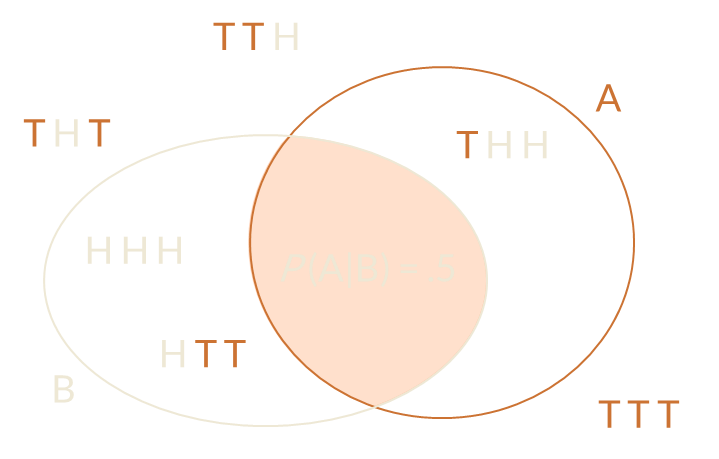 TTH
A
THT
THH
HHH
P(A|B) = .5
HTT
B
TTT